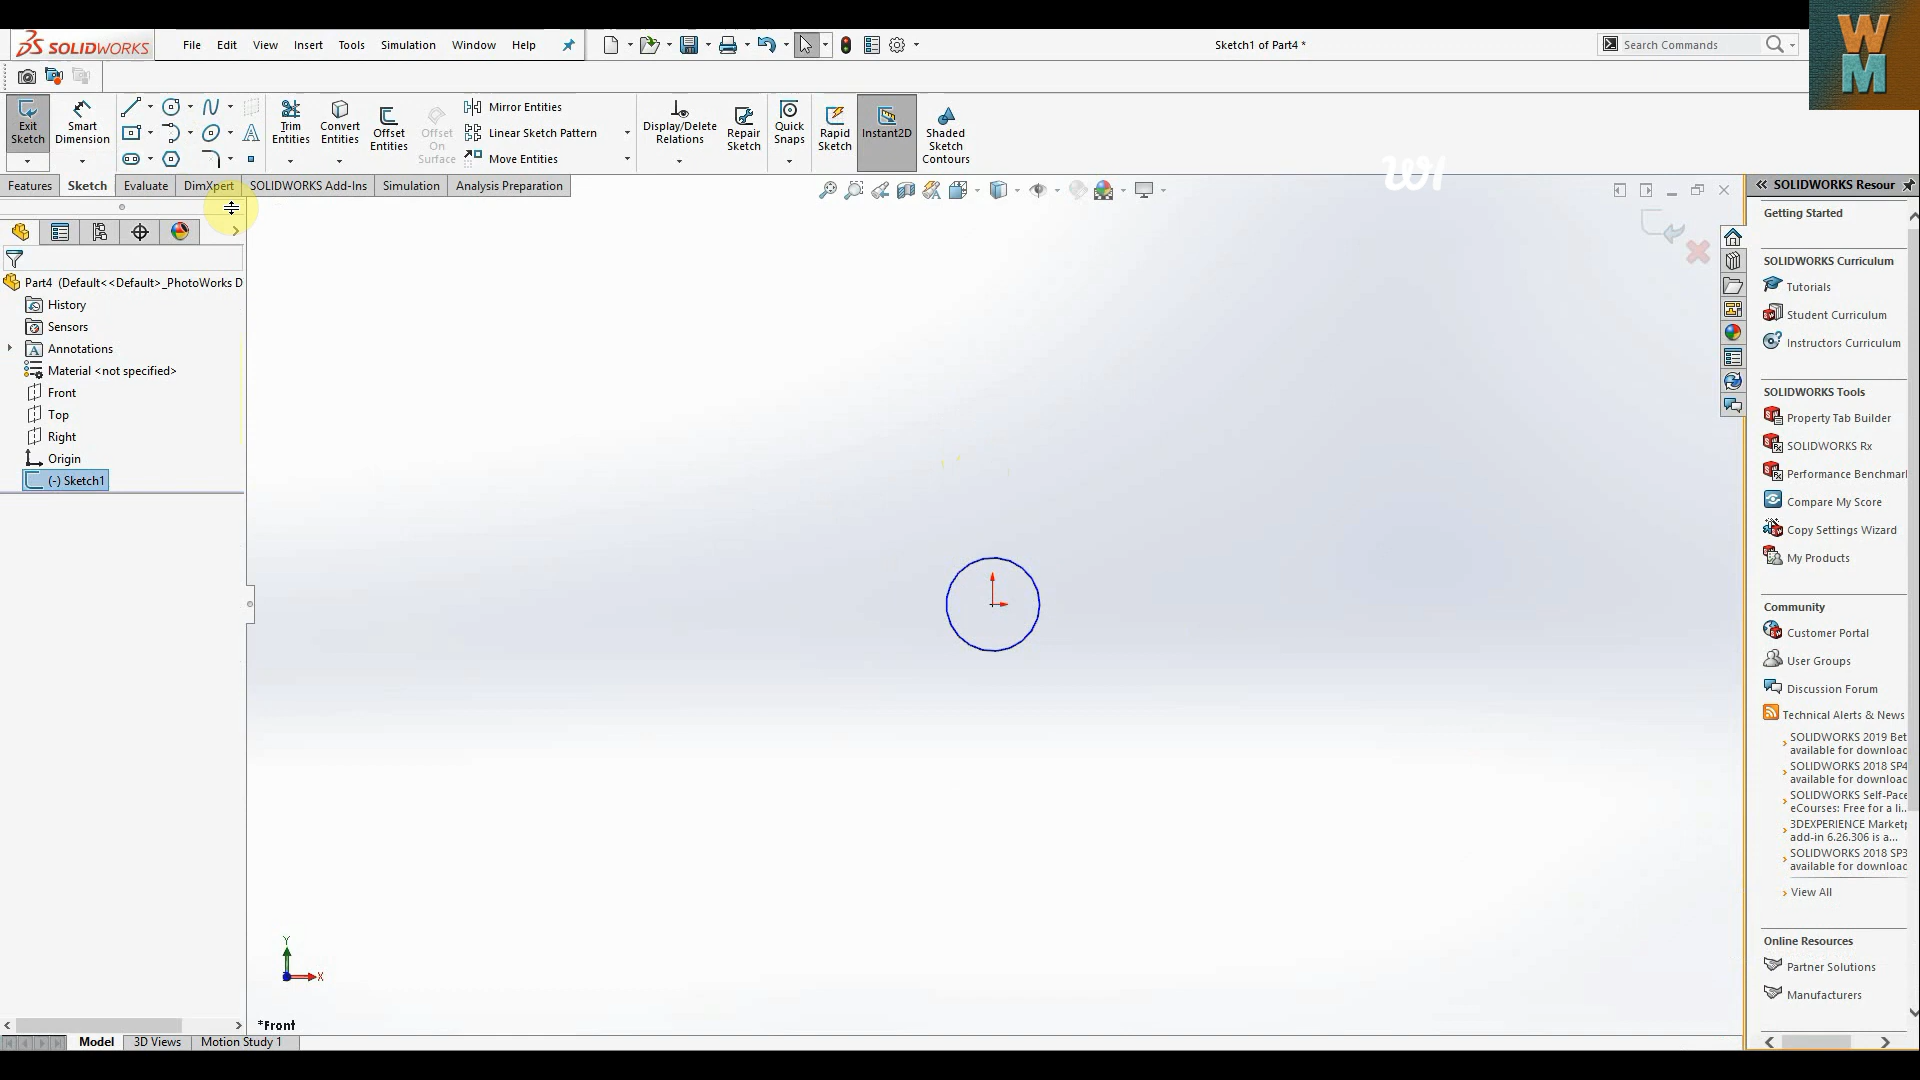 SOLIDWORKS
File Edit View Insert Tools Simulation Window Help
Sketch1 of Part4 *
Search Commands
WM
Exit Sketch
Smart Dimension
Trim Entities
Convert Entities
Offset Entities
Offset On Surface
Mirror Entities
Linear Sketch Pattern
Move Entities
Display/Delete Relations
Repair Sketch
Quick Snaps
Rapid Sketch
Instant2D
Shaded Sketch Contours
Features Sketch Evaluate DimXpert SOLIDWORKS Add-Ins Simulation Analysis Preparation
Part4 (Default<<Default>_PhotoWorks D
History
Sensors
Annotations
Material <not specified>
Front
Top
Right
Origin
(-) Sketch1
Y
X
*Front
Model 3D Views Motion Study 1
SOLIDWORKS Resour
Getting Started
SOLIDWORKS Curriculum
Tutorials
Student Curriculum
Instructors Curriculum
SOLIDWORKS Tools
Property Tab Builder
SOLIDWORKS Rx
Performance Benchmar
Compare My Score
Copy Settings Wizard
My Products
Community
Customer Portal
User Groups
Discussion Forum
Technical Alerts & News
SOLIDWORKS 2019 Bet
available for downloac
SOLIDWORKS 2018 SP4
available for downloac
SOLIDWORKS Self-Pace
eCourses: Free for a li...
3DEXPERIENCE Marketp
add-in 6.26.306 is a...
SOLIDWORKS 2018 SP3
available for downloac
View All
Online Resources
Partner Solutions
Manufacturers